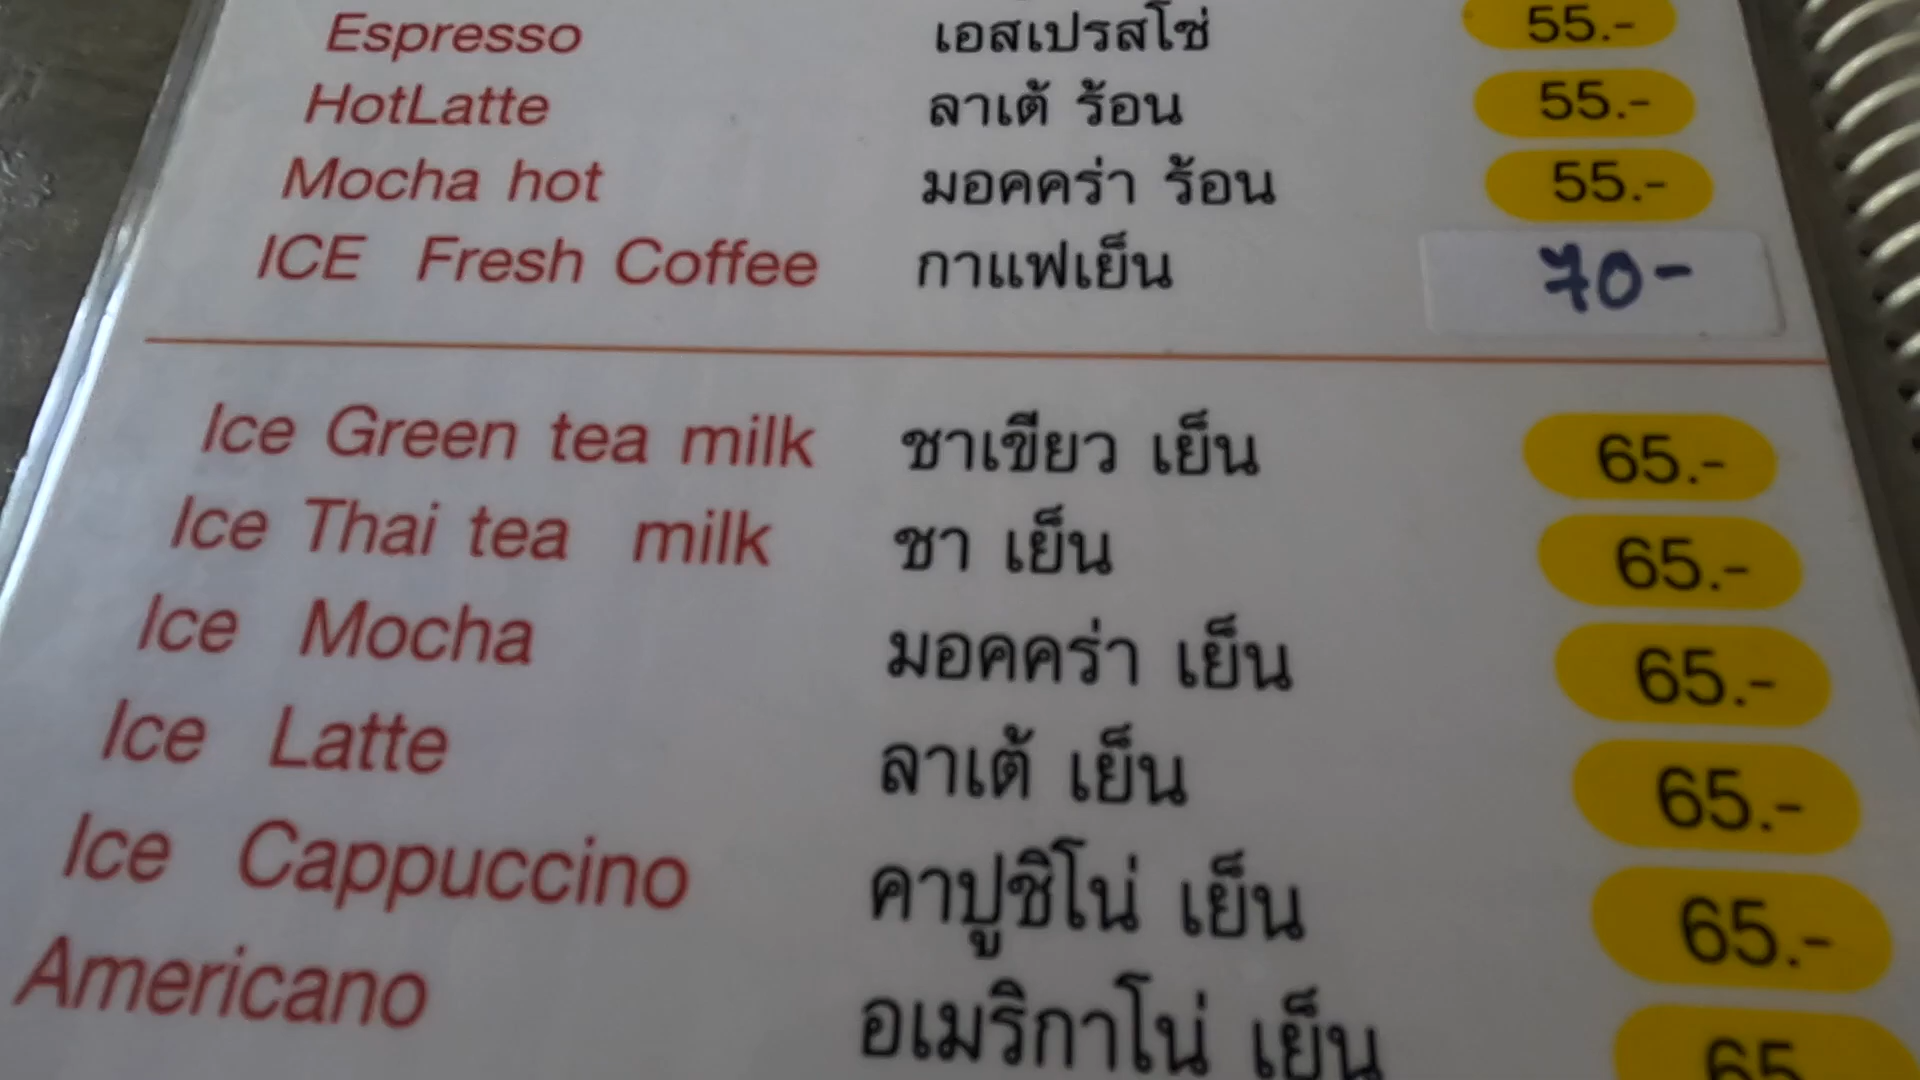 Espresso เอสเปรสโซ่ 55.-
HotLatte ลาเต้ ร้อน 55.-
Mocha hot มอคคร่า ร้อน 55.-
ICE Fresh Coffee กาแฟเย็น 70-
Ice Green tea milk ชาเขียว เย็น 65.-
Ice Thai tea milk ชา เย็น 65.-
Ice Mocha มอคคร่า เย็น 65.-
Ice Latte ลาเต้ เย็น 65.-
Ice Cappuccino คาปูชิโน่ เย็น 65.-
Americano อเมริกาโน่ เย็น 65